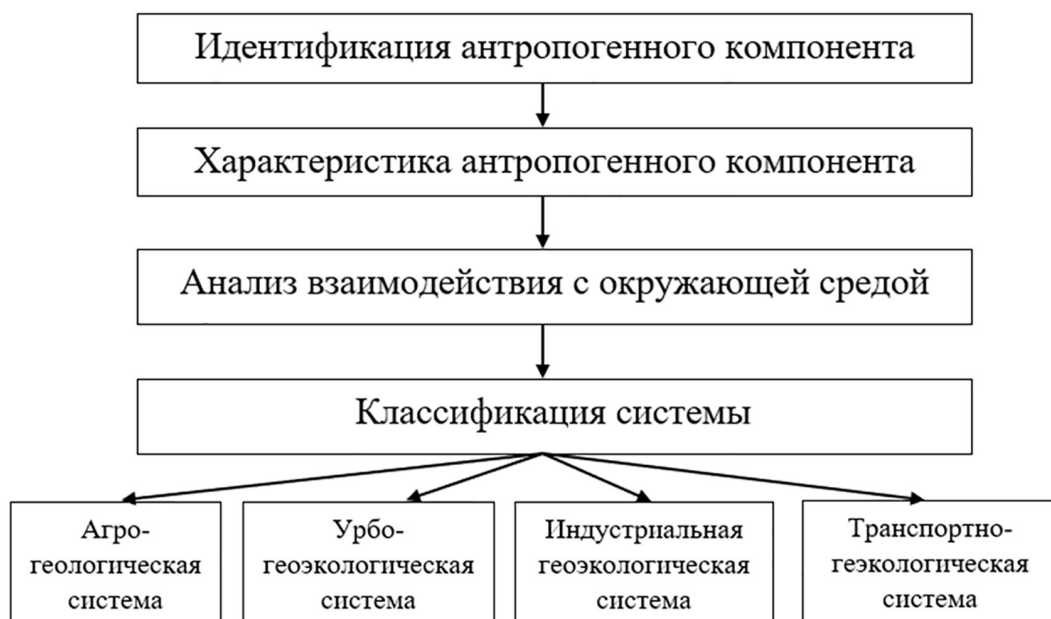 Идентификация антропогенного компонента
Характеристика антропогенного компонента
Анализ взаимодействия с окружающей средой
Классификация системы
Агро-
геологическая
система
Урбо-
геоэкологическая
система
Индустриальная
геоэкологическая
система
Транспортно-
геэкологическая
система